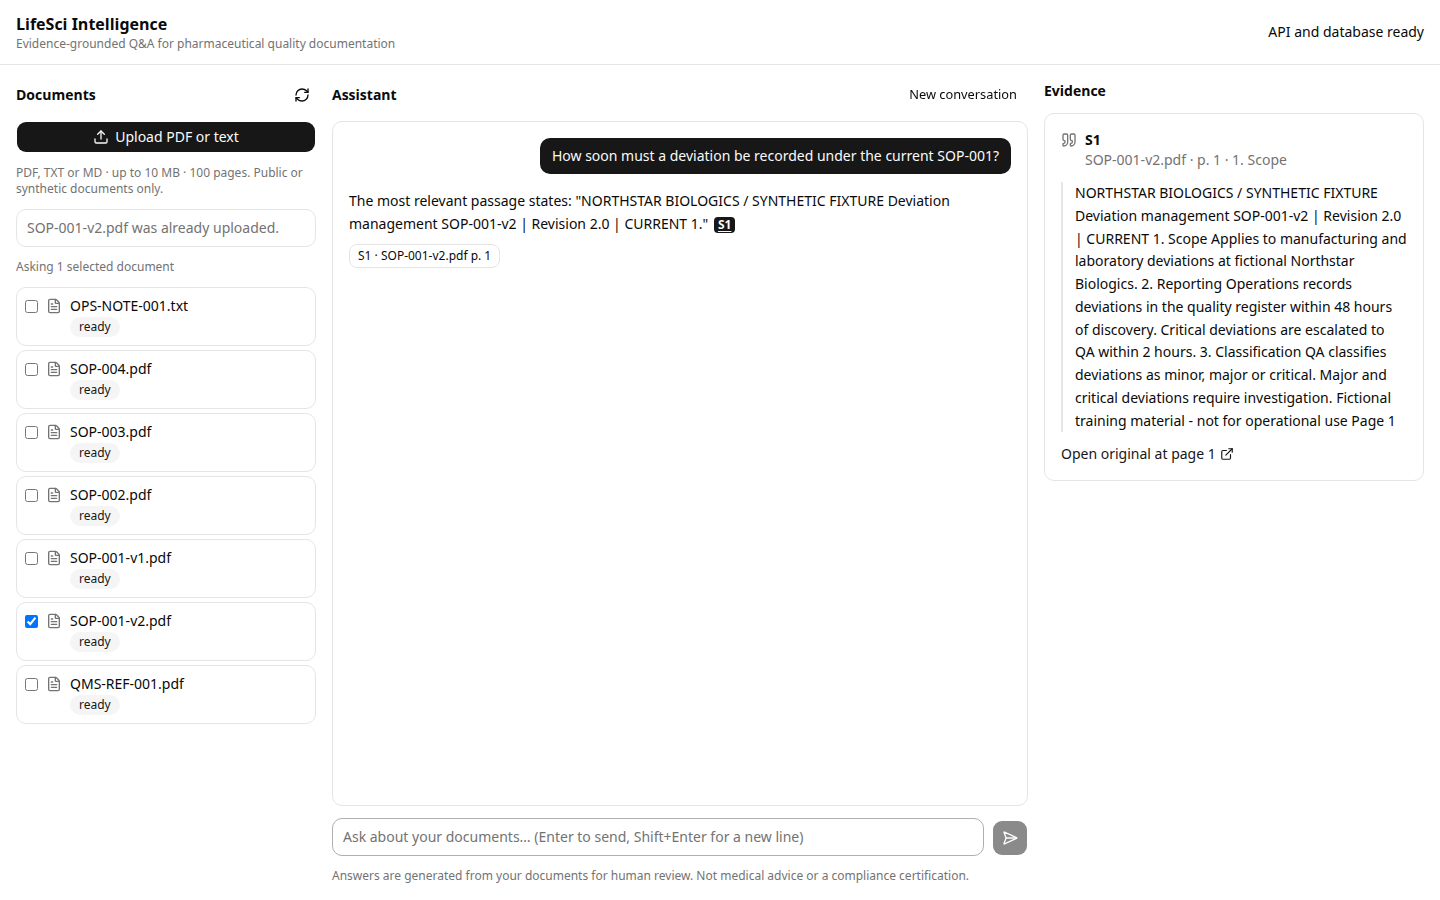 LifeSci Intelligence
Evidence-grounded Q&A for pharmaceutical quality documentation
API and database ready
Documents
Upload PDF or text
PDF, TXT or MD · up to 10 MB · 100 pages. Public or
synthetic documents only.
SOP-001-v2.pdf was already uploaded.
Asking 1 selected document
OPS-NOTE-001.txt
ready
SOP-004.pdf
ready
SOP-003.pdf
ready
SOP-002.pdf
ready
SOP-001-v1.pdf
ready
SOP-001-v2.pdf
ready
QMS-REF-001.pdf
ready
Assistant
New conversation
How soon must a deviation be recorded under the current SOP-001?
The most relevant passage states: "NORTHSTAR BIOLOGICS / SYNTHETIC FIXTURE Deviation
management SOP-001-v2 | Revision 2.0 | CURRENT 1." S1
S1 · SOP-001-v2.pdf p. 1
Ask about your documents... (Enter to send, Shift+Enter for a new line)
Answers are generated from your documents for human review. Not medical advice or a compliance certification.
Evidence
S1
SOP-001-v2.pdf · p. 1 · 1. Scope
NORTHSTAR BIOLOGICS / SYNTHETIC FIXTURE
Deviation management SOP-001-v2 | Revision 2.0
| CURRENT 1. Scope Applies to manufacturing and
laboratory deviations at fictional Northstar
Biologics. 2. Reporting Operations records
deviations in the quality register within 48 hours
of discovery. Critical deviations are escalated to
QA within 2 hours. 3. Classification QA classifies
deviations as minor, major or critical. Major and
critical deviations require investigation. Fictional
training material - not for operational use Page 1
Open original at page 1